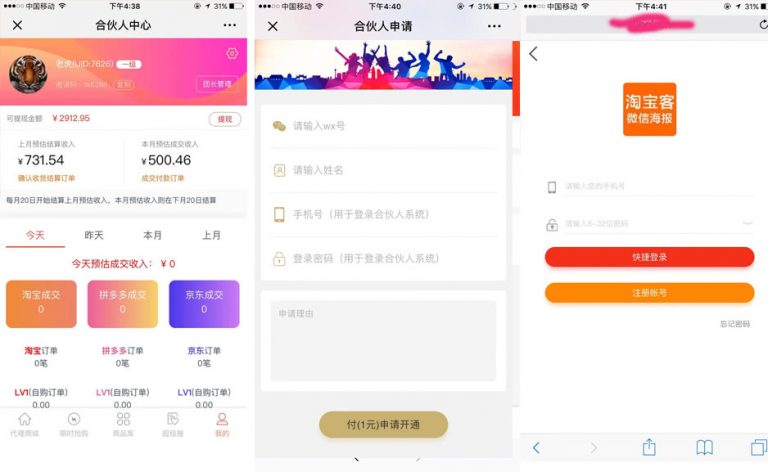 中国移动
下午4:38
31%
合伙人中心
老虎(UID:7626) 一级
复制
团长管理
可提现金额 ¥ 2912.95
提现
上月预估结算收入
本月预估成交收入
¥731.54
¥500.46
确认收货结算订单
成交付款订单
每月20日开始结算上月预估收入，本月预估收入则在下月20日结算
今天
昨天
本月
上月
今天预估成交收入： ¥ 0
淘宝成交
0
拼多多成交
0
京东成交
0
淘宝订单
0笔
拼多多订单
0笔
京东订单
0笔
LV1(自购订单)
0.00
LV1(自购订单)
0.00
LV1(自购订单)
0.00
代理商城
限时抢购
商品库
超级搜
我的
中国移动
下午4:40
31%
合伙人申请
请输入wx号
请输入姓名
手机号（用于登录合伙人系统）
登录密码（用于登录合伙人系统）
申请理由
付(1元)申请开通
中国移动
下午4:41
31%
淘宝客
微信海报
请输入您的手机号
请输入6-32位密码
快捷登录
注册帐号
忘记密码